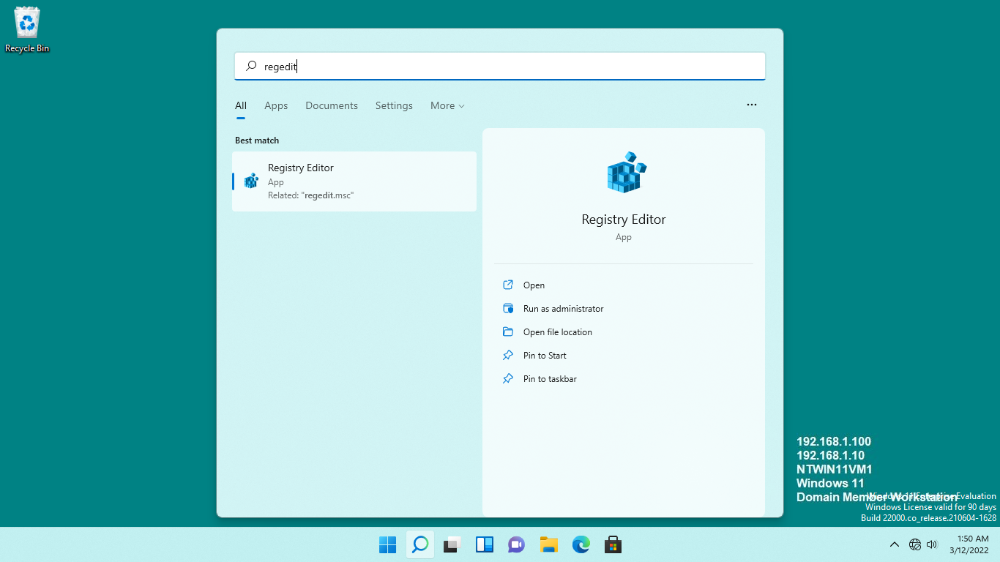 Recycle Bin
regedit
All
Apps
Documents
Settings
More
Best match
Registry Editor
App
Related: "regedit.msc"
Registry Editor
App
Open
Run as administrator
Open file location
Pin to Start
Pin to taskbar
192.168.1.100
192.168.1.10
NTWIN11VM1
Windows 11
Domain Member Workstation
Windows 11 Enterprise Evaluation
Windows License valid for 90 days
Build 22000.co_release.210604-1628
1:50 AM
3/12/2022